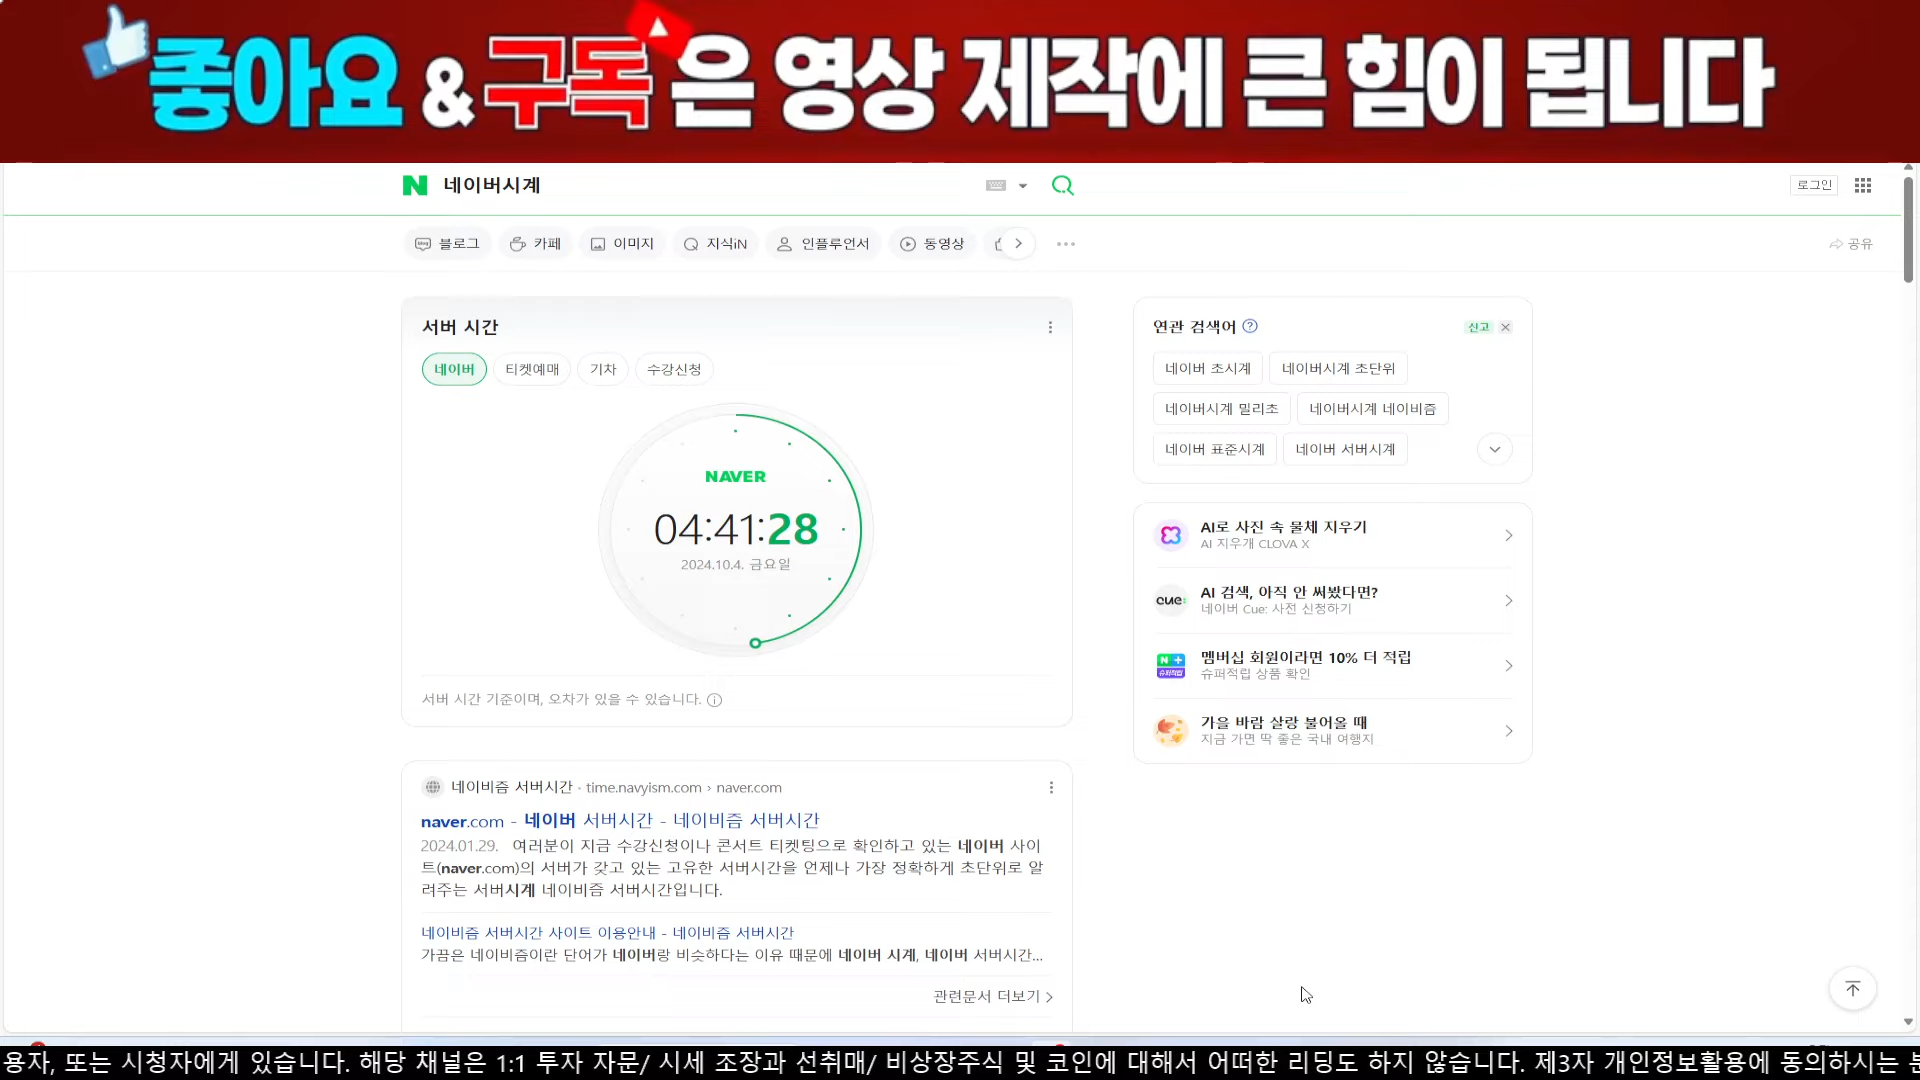 좋아요 & 구독은 영상 제작에 큰 힘이 됩니다
네이버시계
로그인
블로그 카페 이미지 지식iN 인플루언서 동영상
공유
서버 시간
네이버 티켓예매 기차 수강신청
NAVER
04:41:28
2024.10.4. 금요일
서버 시간 기준이며, 오차가 있을 수 있습니다.
네이비즘 서버시간 · time.navyism.com › naver.com
naver.com - 네이버 서버시간 - 네이비즘 서버시간
2024.01.29. 여러분이 지금 수강신청이나 콘서트 티켓팅으로 확인하고 있는 네이버 사이
트(naver.com)의 서버가 갖고 있는 고유한 서버시간을 언제나 가장 정확하게 초단위로 알
려주는 서버시계 네이비즘 서버시간입니다.
네이비즘 서버시간 사이트 이용안내 - 네이비즘 서버시간
가끔은 네이비즘이란 단어가 네이버랑 비슷하다는 이유 때문에 네이버 시계, 네이버 서버시간...
관련문서 더보기
연관 검색어
신고
네이버 초시계 네이버시계 초단위
네이버시계 밀리초 네이버시계 네이비즘
네이버 표준시계 네이버 서버시계
AI로 사진 속 물체 지우기
AI 지우개 CLOVA X
cue:
AI 검색, 아직 안 써봤다면?
네이버 Cue: 사전 신청하기
N+
슈퍼적립
멤버십 회원이라면 10% 더 적립
슈퍼적립 상품 확인
가을 바람 살랑 불어올 때
지금 가면 딱 좋은 국내 여행지
용자, 또는 시청자에게 있습니다. 해당 채널은 1:1 투자 자문/ 시세 조장과 선취매/ 비상장주식 및 코인에 대해서 어떠한 리딩도 하지 않습니다. 제3자 개인정보활용에 동의하시는 분